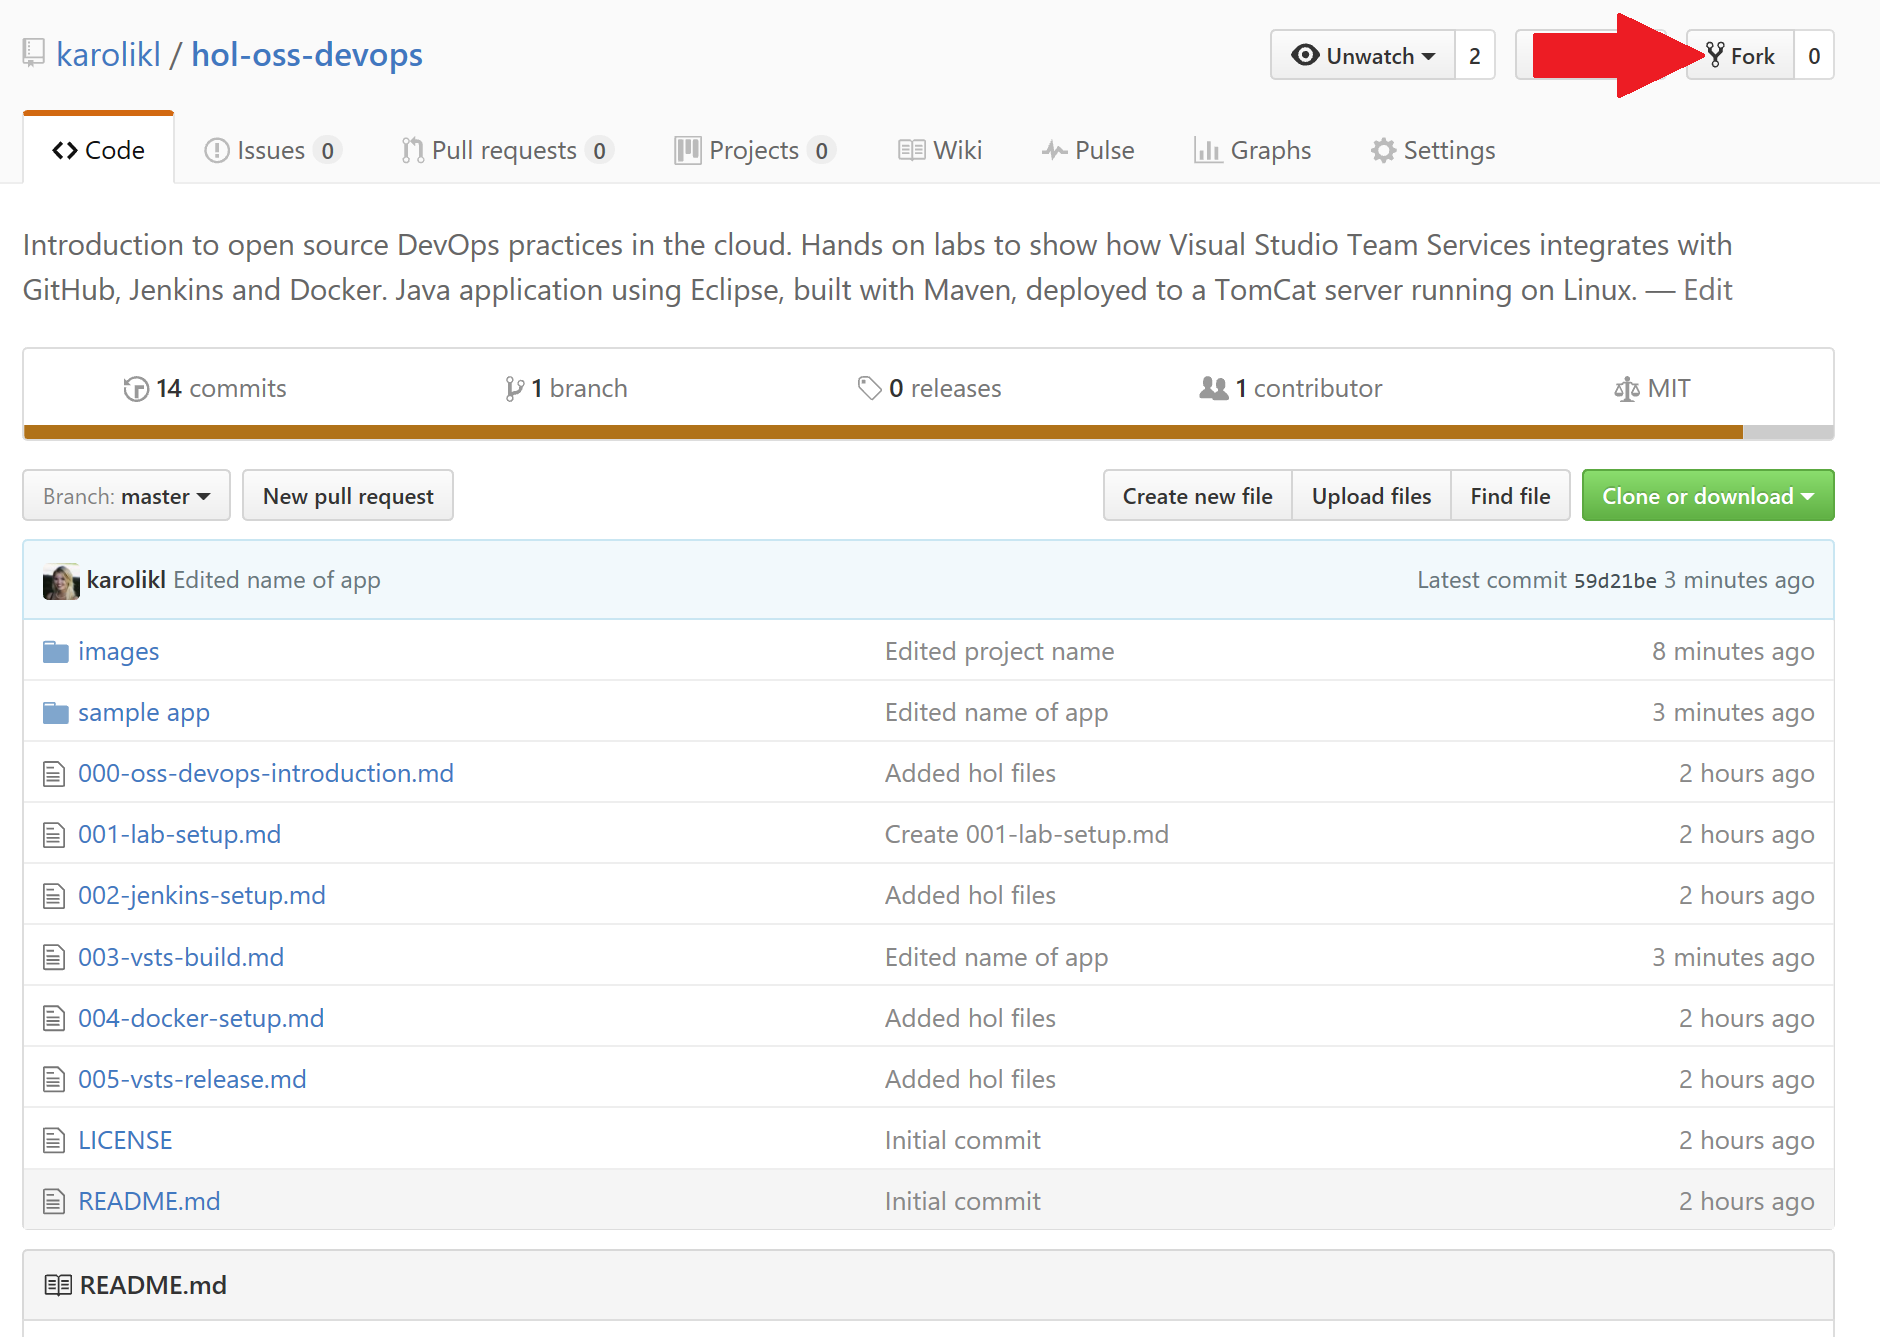 karolikl / hol-oss-devops
Unwatch 2
Fork 0
Code Issues 0 Pull requests 0 Projects 0 Wiki Pulse Graphs Settings
Introduction to open source DevOps practices in the cloud. Hands on labs to show how Visual Studio Team Services integrates with
GitHub, Jenkins and Docker. Java application using Eclipse, built with Maven, deployed to a TomCat server running on Linux. — Edit
14 commits 1 branch 0 releases 1 contributor MIT
Branch: master New pull request Create new file Upload files Find file Clone or download
karolikl Edited name of app Latest commit 59d21be 3 minutes ago
images Edited project name 8 minutes ago
sample app Edited name of app 3 minutes ago
000-oss-devops-introduction.md Added hol files 2 hours ago
001-lab-setup.md Create 001-lab-setup.md 2 hours ago
002-jenkins-setup.md Added hol files 2 hours ago
003-vsts-build.md Edited name of app 3 minutes ago
004-docker-setup.md Added hol files 2 hours ago
005-vsts-release.md Added hol files 2 hours ago
LICENSE Initial commit 2 hours ago
README.md Initial commit 2 hours ago
README.md